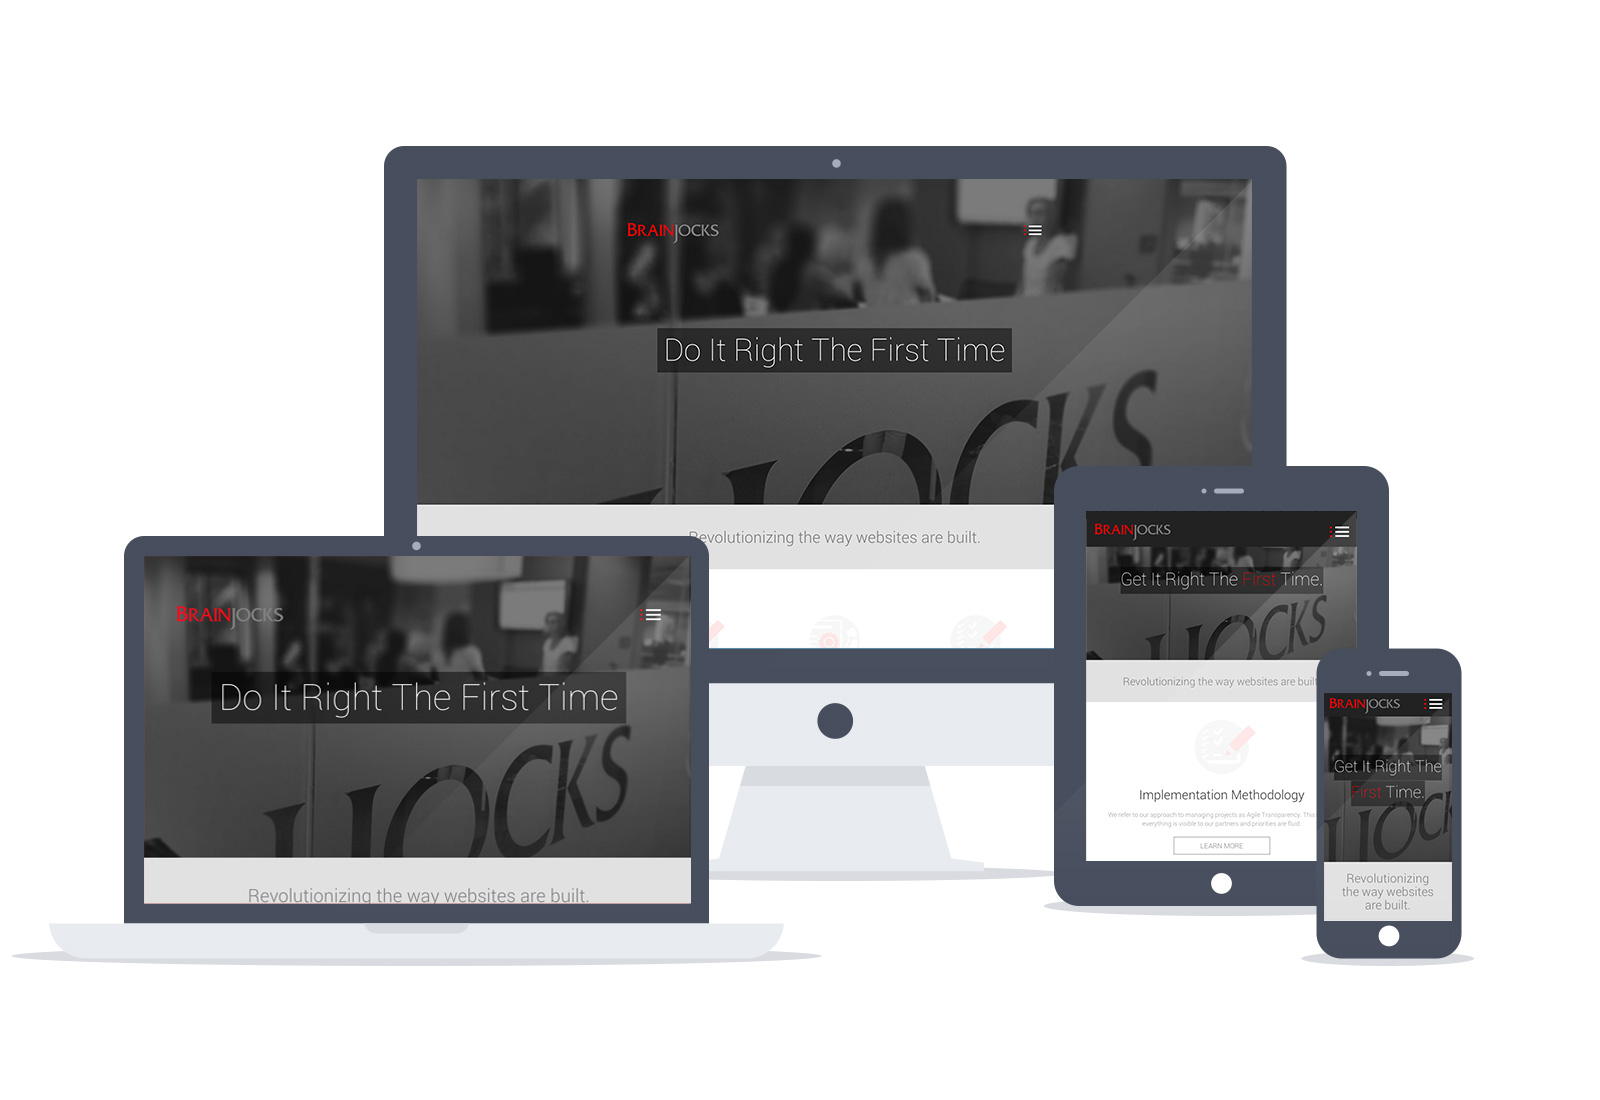 BRAINJOCKS
Do It Right The First Time
JOCKS
Revolutionizing the way websites are built.
BRAINJOCKS
Do It Right The First Time
JOCKS
Revolutionizing the way websites are built.
BRAINJOCKS
Get It Right The First Time.
JOCKS
Revolutionizing the way websites are built
Implementation Methodology
We refer to our approach to managing projects as Agile Transparency. This
everything is visible to our partners and priorities are fluid.
LEARN MORE
BRAINJOCKS
Get It Right The
First Time.
JOCK
Revolutionizing
the way websites
are built.